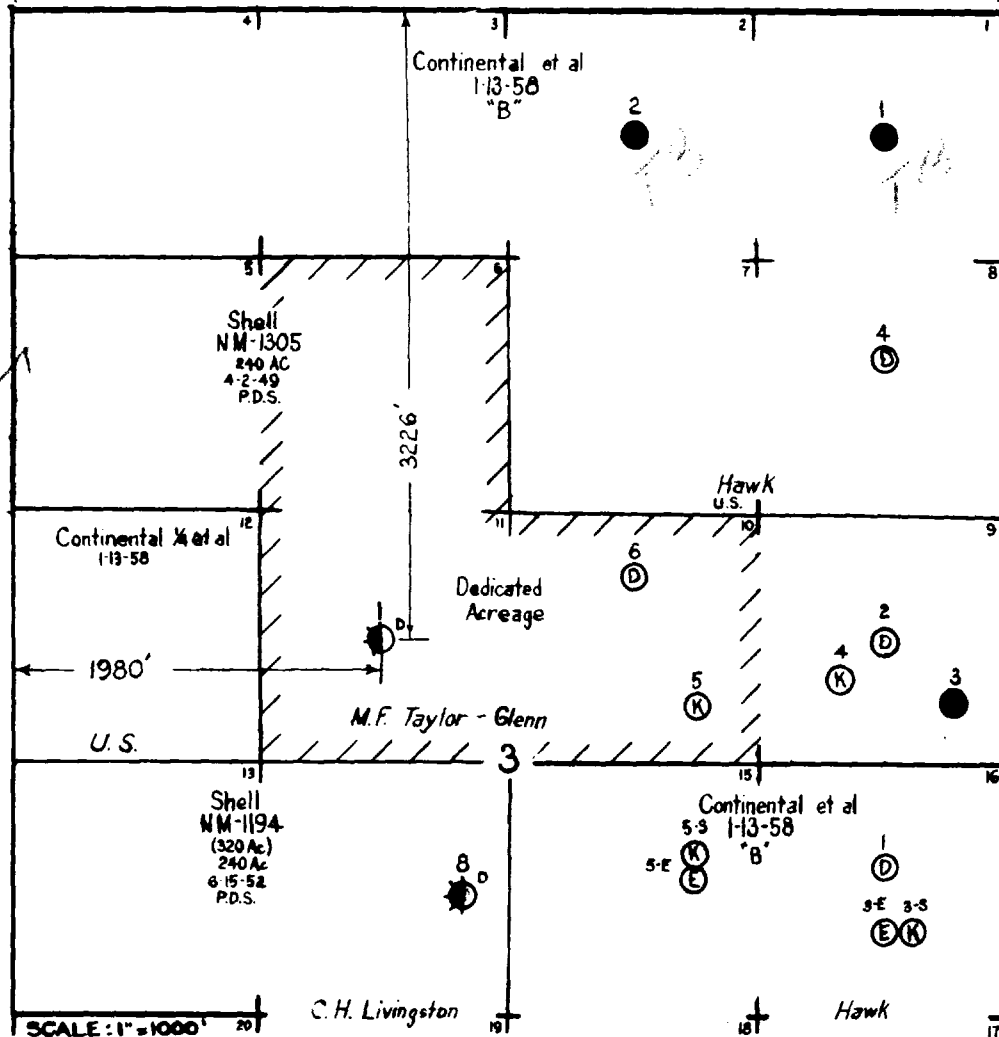 4 3 2 1
Continental et al
1-13-58
"B"
2 1
5 6 7 8
Shell
NM-1305
240 AC
4-2-49
P.D.S.
4
D
3226'
Hawk
U.S.
12 11 10 9
Continental ¼ et al
1-13-58
6
D
Dedicated
Acreage
D
2
D
4
K
3
5
K
1980'
M.F. Taylor - Glenn
U.S.
13 3 15 16
Shell
NM-1194
(320 Ac)
240 Ac
6-15-52
P.D.S.
8
D
Continental et al
1-13-58
"B"
5-S
K
5-E
E
1
D
3-S
E K
C.H. Livingston
Hawk
SCALE: 1"=1000'
20 19 18 17